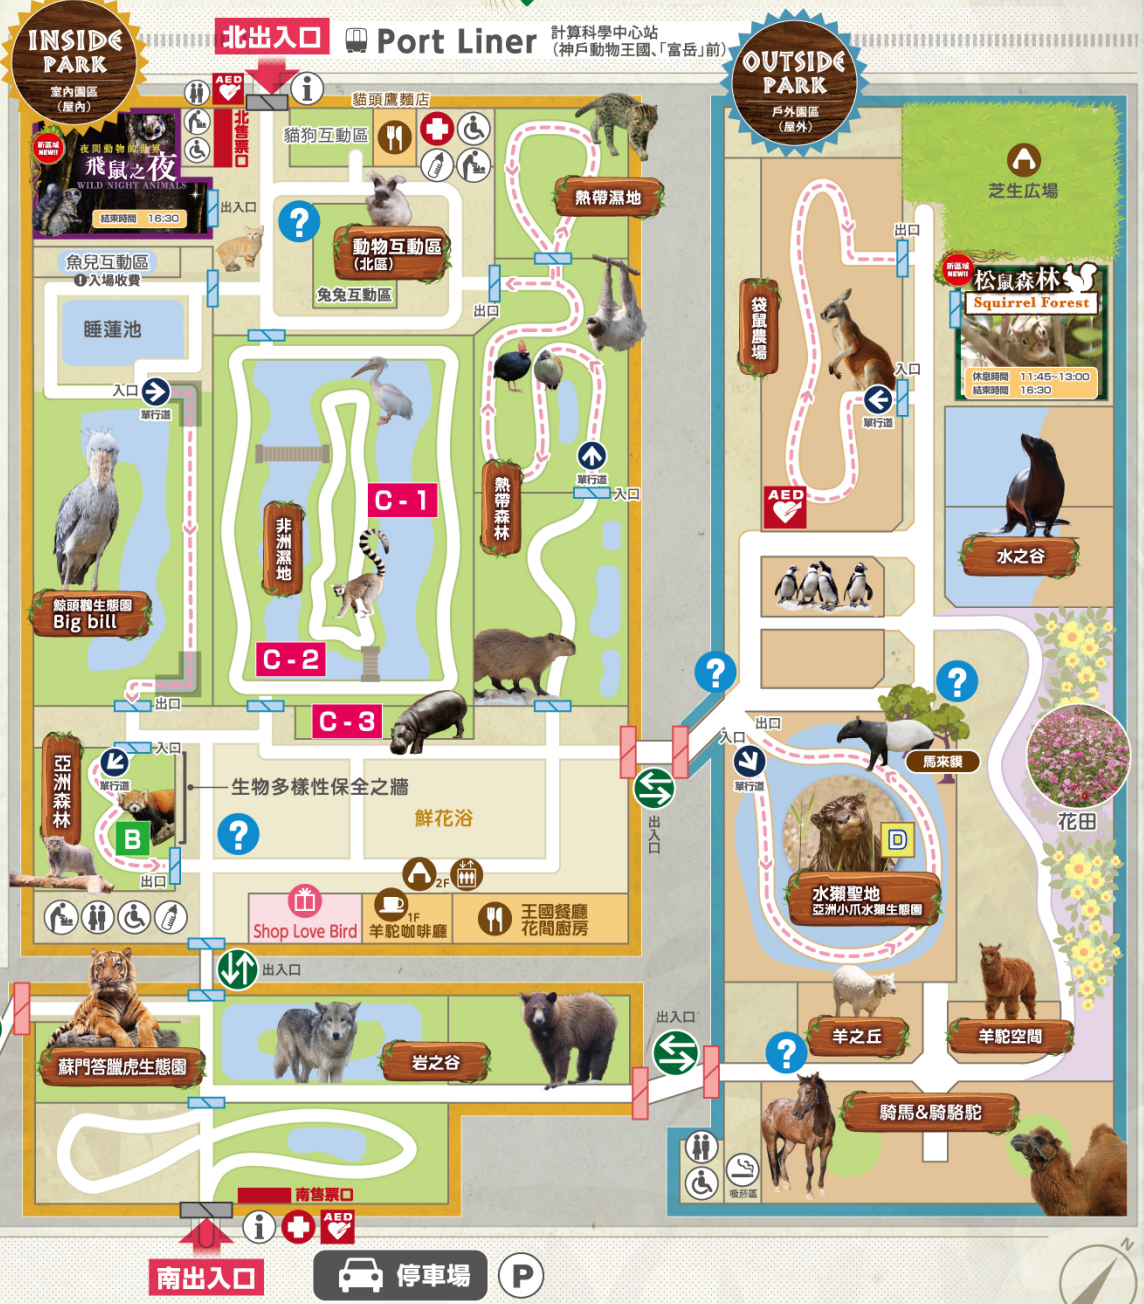 INSIDE
PARK
室內園區
（屋內）
北出入口
Port Liner
計算科學中心站
（神戶動物王國、「富岳」前）
OUTSIDE
PARK
戶外園區
（屋外）
AED
i
北售票口
貓頭鷹麵店
貓狗互動區
新區域
NEW!!
夜間動物的世界
飛鼠之夜
WILD NIGHT ANIMALS
結束時間 16:30
出入口
?
動物互動區
（北區）
兔兔互動區
熱帶濕地
芝生広場
魚兒互動區
!入場收費
睡蓮池
出口
出口
新區域
NEW!!
松鼠森林
Squirrel Forest
休息時間 11:45~13:00
結束時間 16:30
袋鼠農場
入口
單行道
入口
單行道
C - 1
熱帶森林
單行道
入口
AED
非洲濕地
水之谷
鯨頭鸛生態園
Big bill
C - 2
出口
C - 3
?
?
入口
出口
入口
單行道
亞洲森林
單行道
生物多樣性保全之牆
馬來貘
B
?
鮮花浴
出入口
花田
D
出口
2F
水獺聖地
亞洲小爪水獺生態園
Shop Love Bird
1F
羊駝咖啡廳
王國餐廳
花間廚房
出入口
出入口
羊之丘
羊駝空間
蘇門答臘虎生態園
岩之谷
?
騎馬&騎駱駝
吸菸區
南售票口
i
AED
南出入口
停車場
P
N